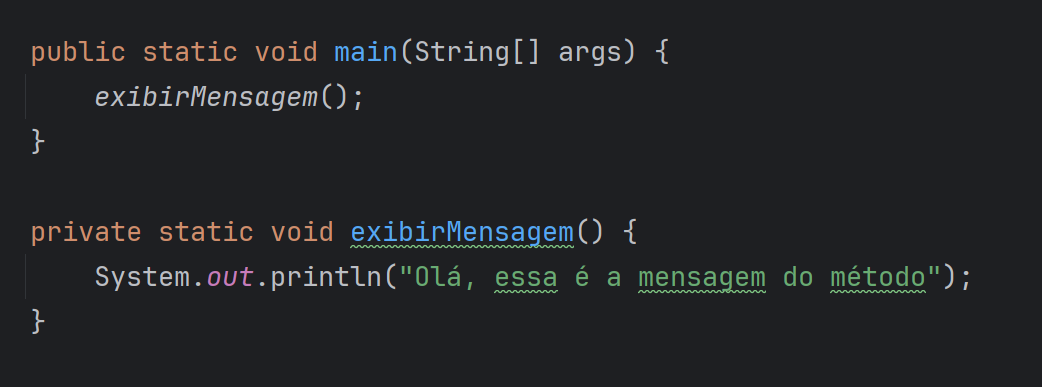 public static void main(String[] args) {
    exibirMensagem();
}
private static void exibirMensagem() {
    System.out.println("Olá, essa é a mensagem do método");
}